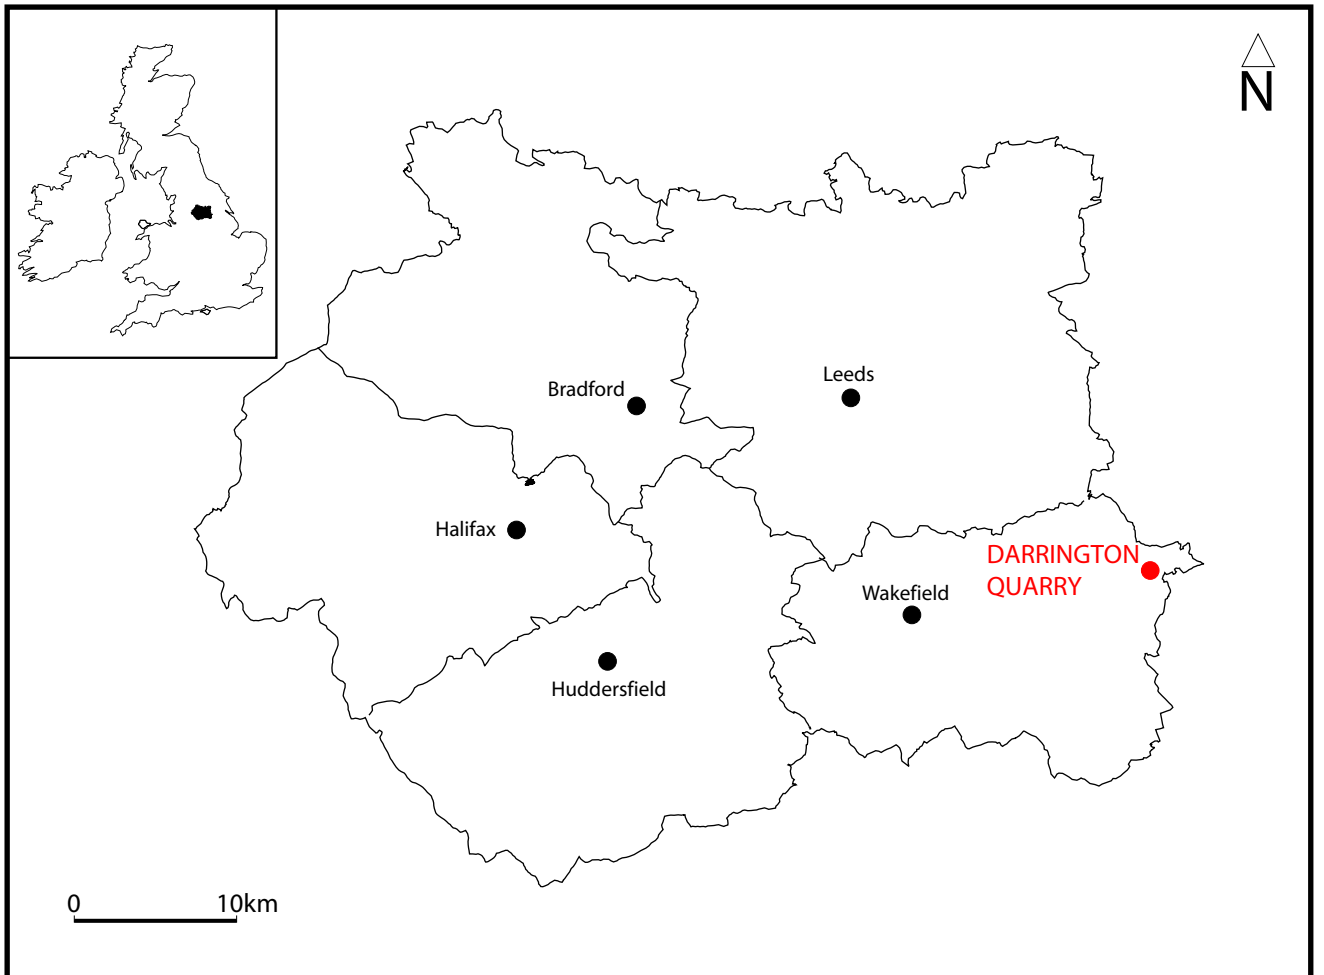 N
Leeds
Bradford
Halifax
DARRINGTON
QUARRY
Wakefield
Huddersfield
0 10km